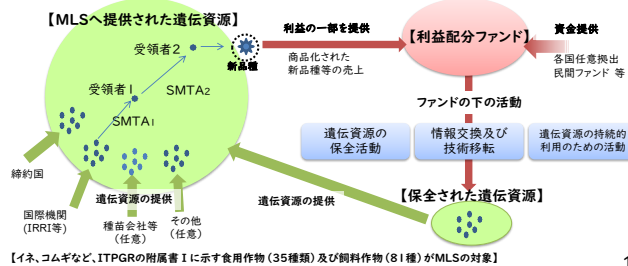 【MLSへ提供された遺伝資源】
利益の一部を提供
資金提供
【利益配分ファンド】
受領者2
新品種
商品化された
新品種等の売上
各国任意拠出
民間ファンド 等
受領者1
SMTA2
SMTA1
ファンドの下の活動
遺伝資源の
保全活動
情報交換及び
技術移転
遺伝資源の持続的
利用のための活動
締約国
遺伝資源の提供
遺伝資源の提供
【保全された遺伝資源】
国際機関
(IRRI等)
種苗会社等
(任意)
その他
(任意)
【イネ、コムギなど、ITPGRの附属書Ⅰに示す食用作物(35種類)及び飼料作物(81種)がMLSの対象】
1